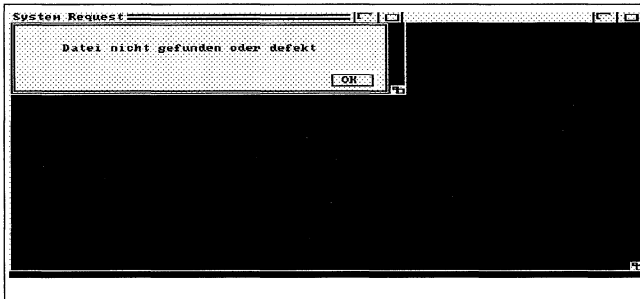 System Request
Datei nicht gefunden oder defekt
OK